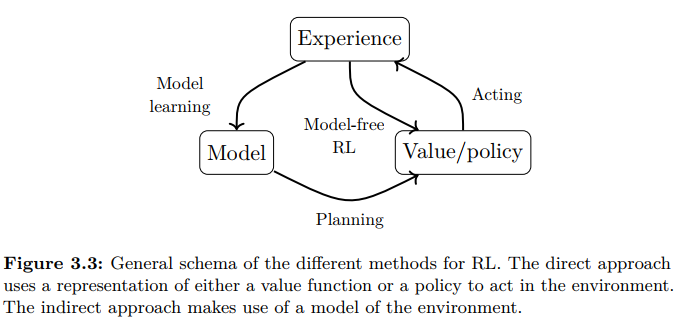 Experience
Model
learning
Acting
Model-free
RL
Model
Value/policy
Planning
Figure 3.3: General schema of the different methods for RL. The direct approach
uses a representation of either a value function or a policy to act in the environment.
The indirect approach makes use of a model of the environment.